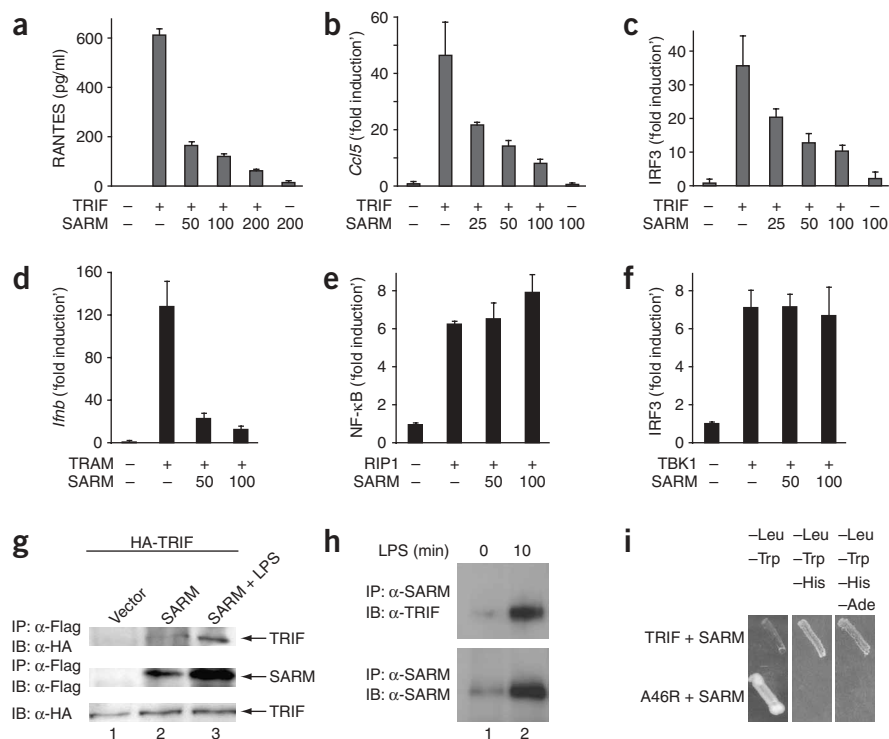 a
RANTES (pg/ml)
600
400
200
0
TRIF – + + + + –
SARM – – 50 100 200 200
b
Ccl5 ('fold induction')
60
40
20
0
TRIF – + + + + –
SARM – – 25 50 100 100
c
IRF3 ('fold induction')
40
30
20
10
0
TRIF – + + + + –
SARM – – 25 50 100 100
d
Ifnb ('fold induction')
160
120
80
40
0
TRAM – + + +
SARM – – 50 100
e
NF-κB ('fold induction')
8
6
4
2
0
RIP1 – + + +
SARM – – 50 100
f
IRF3 ('fold induction')
8
6
4
2
0
TBK1 – + + +
SARM – – 50 100
g
HA-TRIF
Vector
SARM
SARM + LPS
IP: α-Flag
IB: α-HA
TRIF
IP: α-Flag
IB: α-Flag
SARM
IB: α-HA
TRIF
1 2 3
h
LPS (min) 0 10
IP: α-SARM
IB: α-TRIF
IP: α-SARM
IB: α-SARM
1 2
i
–Leu –Leu –Leu
–Trp –Trp –Trp
–His –His
–Ade
TRIF + SARM
A46R + SARM